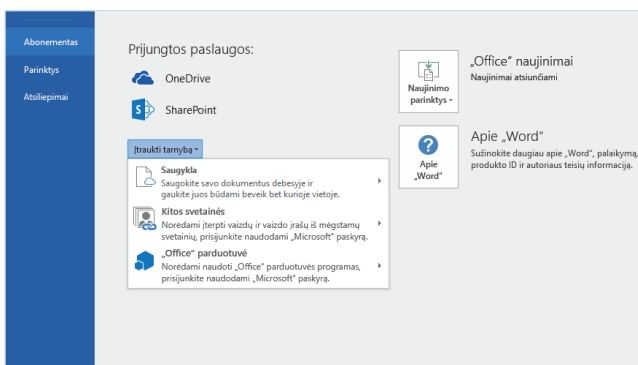 Abonementas
Parinktys
Atsiliepimai
Prijungtos paslaugos:
OneDrive
SharePoint
Įtraukti tarnybą
Saugykla
Saugokite savo dokumentus debesyje ir
gaukite juos būdami beveik bet kurioje vietoje.
Kitos svetainės
Norėdami įterpti vaizdų ir vaizdo įrašų iš mėgstamų
svetainių, prisijunkite naudodami „Microsoft" paskyrą.
„Office" parduotuvė
Norėdami naudoti „Office" parduotuvės programas,
prisijunkite naudodami „Microsoft" paskyrą.
Naujinimo
parinktys
„Office" naujinimai
Naujinimai atsiunčiami
Apie
„Word"
Apie „Word"
Sužinokite daugiau apie „Word", palaikymą,
produkto ID ir autoriaus teisių informaciją.